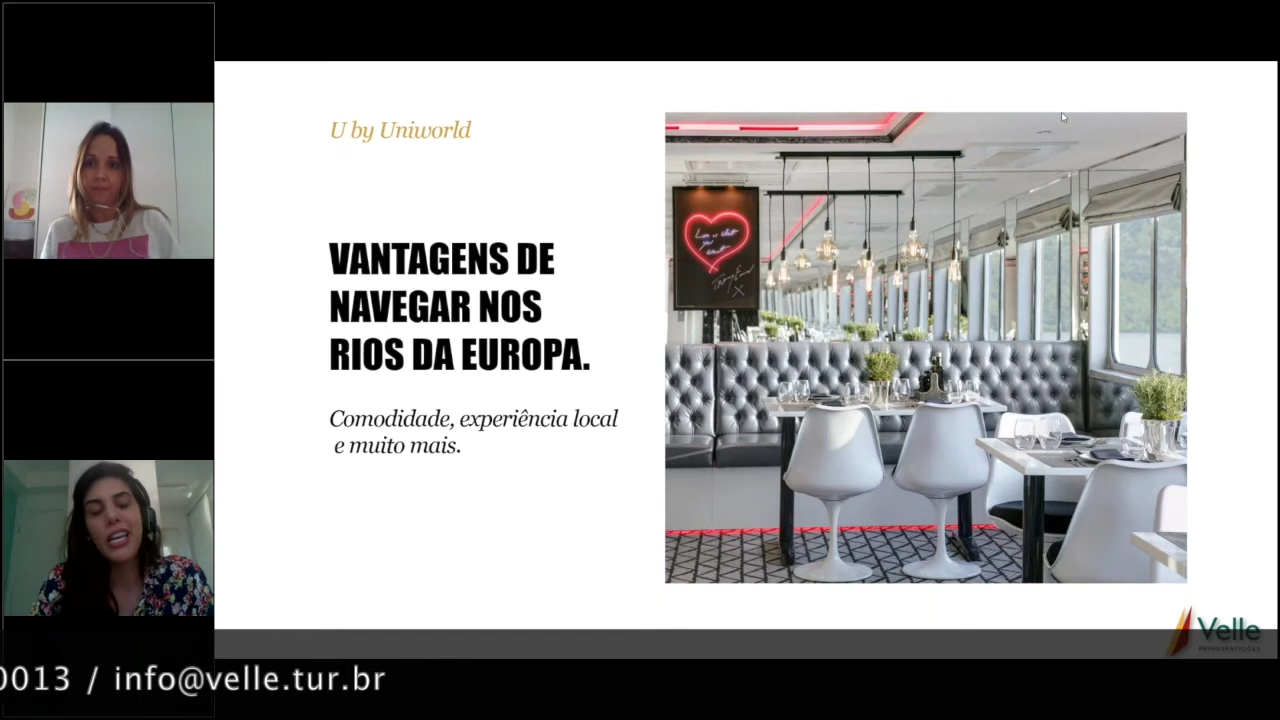 U by Uniworld
VANTAGENS DE
NAVEGAR NOS
RIOS DA EUROPA.
Comodidade, experiência local
e muito mais.
Velle
REPRESENTAÇÕES
0013 / info@velle.tur.br